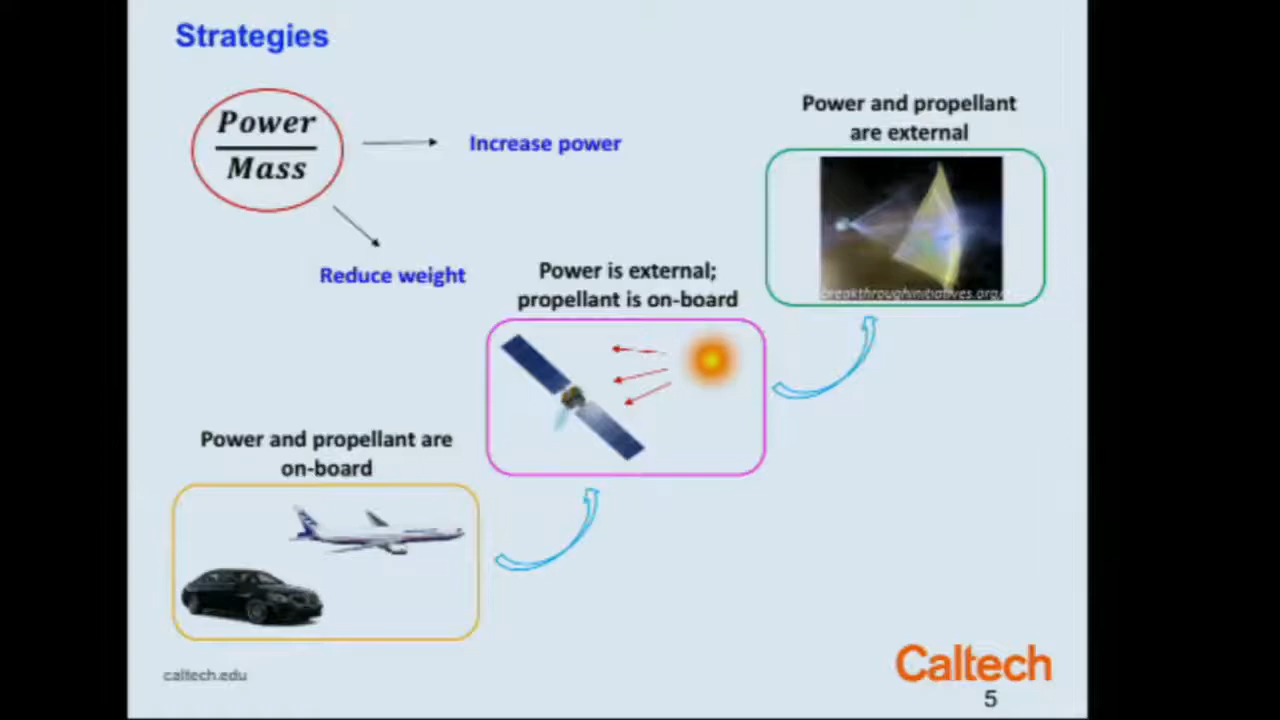 Strategies
Power
Mass
Increase power
Reduce weight
Power and propellant
are external
breakthroughinitiatives.org
Power is external;
propellant is on-board
Power and propellant are
on-board
caltech.edu
Caltech
5